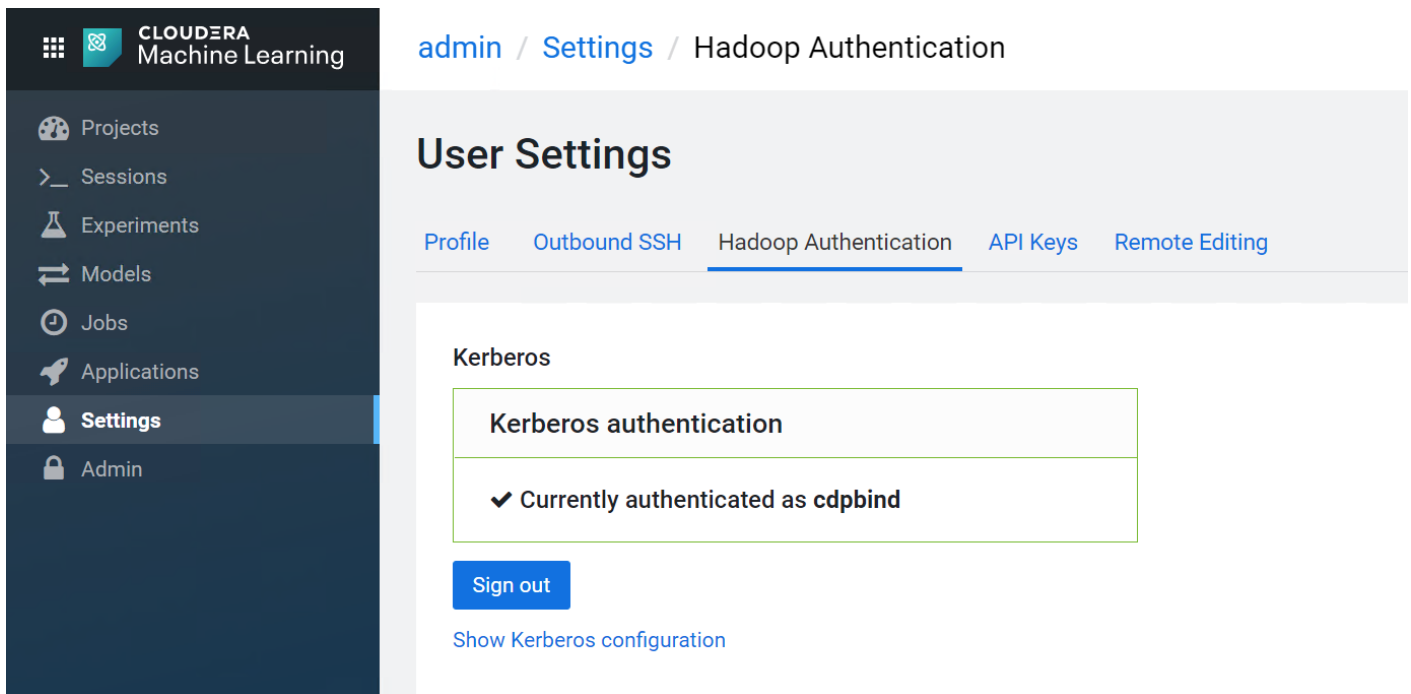 CLOUDERA
Machine Learning
admin / Settings / Hadoop Authentication
Projects
Sessions
Experiments
Models
Jobs
Applications
Settings
Admin
User Settings
Profile Outbound SSH Hadoop Authentication API Keys Remote Editing
Kerberos
Kerberos authentication
✔ Currently authenticated as cdpbind
Sign out
Show Kerberos configuration